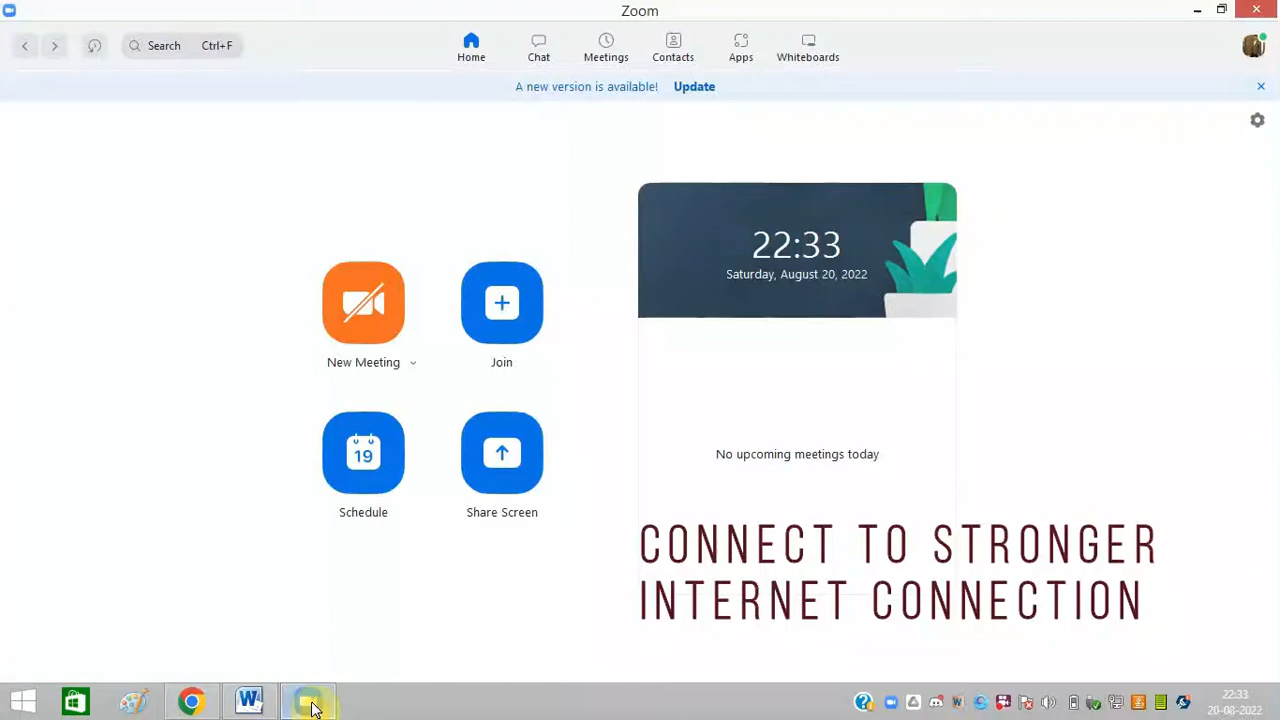 Zoom
Search Ctrl+F
Home
Chat
Meetings
Contacts
Apps
Whiteboards
A new version is available! Update
22:33
Saturday, August 20, 2022
New Meeting
Join
19
Schedule
Share Screen
No upcoming meetings today
CONNECT TO STRONGER
INTERNET CONNECTION
22:33
20-08-2022